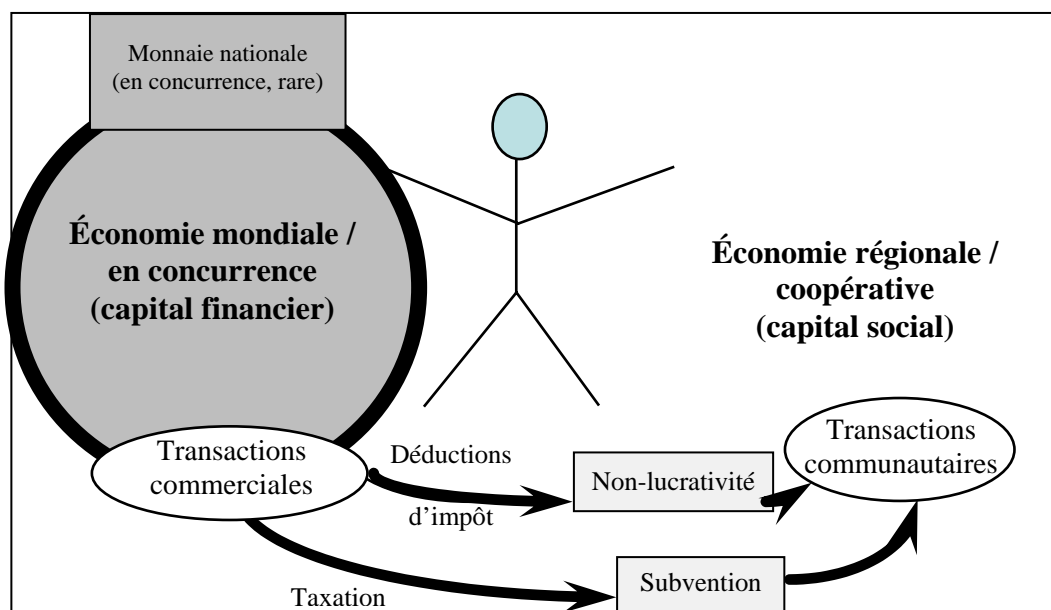 Monnaie nationale
(en concurrence, rare)
Économie mondiale /
en concurrence
(capital financier)
Économie régionale /
coopérative
(capital social)
Transactions
commerciales
Déductions
d’impôt
Non-lucrativité
Transactions
communautaires
Taxation
Subvention